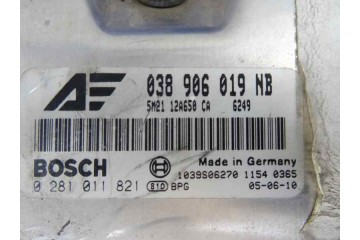 038 906 019 NB
5M21 12A650 CA 6249
BOSCH
Made in Germany
1039S06270 1154 0365
0 281 011 821 BPG 05-06-10